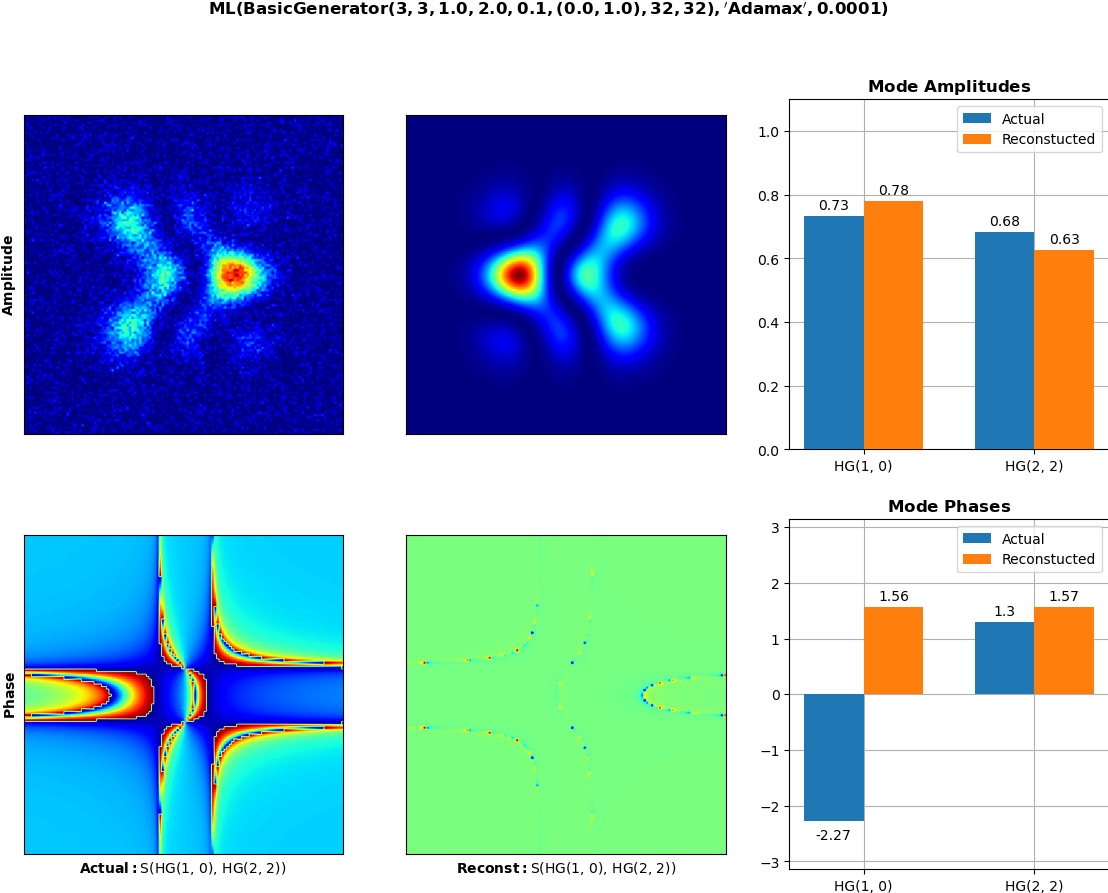 ML(BasicGenerator(3, 3, 1.0, 2.0, 0.1, (0.0, 1.0), 32, 32), ′Adamax′, 0.0001)
Amplitude
Mode Amplitudes
Actual
Reconstucted
1.0
0.8
0.6
0.4
0.2
0.0
0.73
0.78
0.68
0.63
HG(1, 0)
HG(2, 2)
Phase
Actual: S(HG(1, 0), HG(2, 2))
Reconst: S(HG(1, 0), HG(2, 2))
Mode Phases
Actual
Reconstucted
3
2
1
0
−1
−2
−3
-2.27
1.56
1.3
1.57
HG(1, 0)
HG(2, 2)